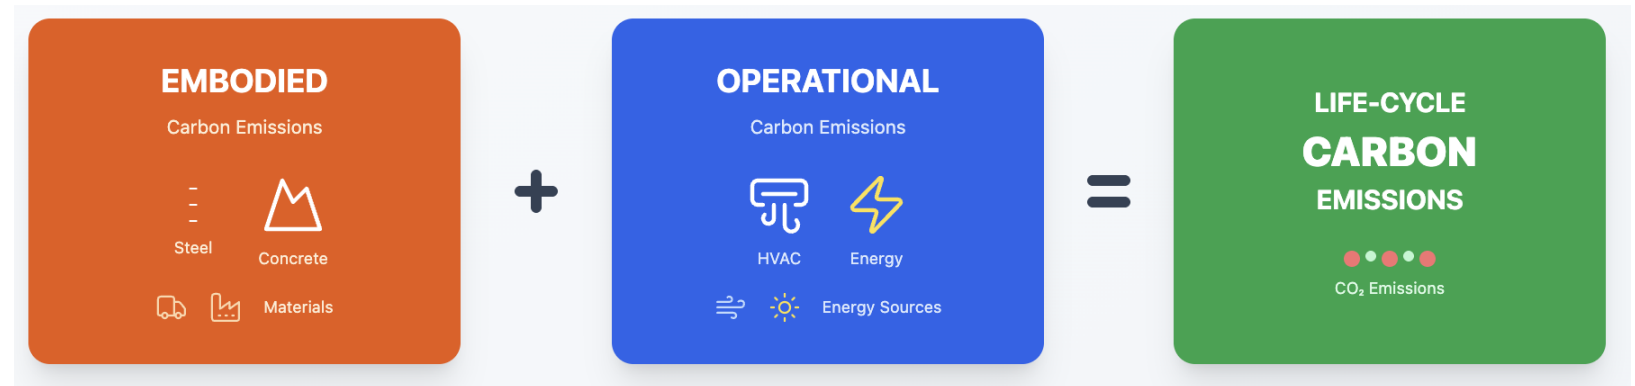 EMBODIED
Carbon Emissions
Steel
Concrete
Materials
+
OPERATIONAL
Carbon Emissions
HVAC
Energy
Energy Sources
=
LIFE-CYCLE
CARBON
EMISSIONS
CO₂ Emissions